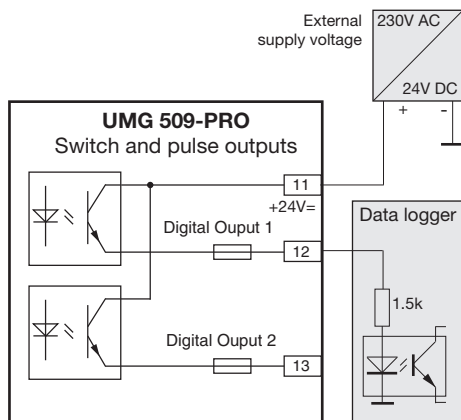 External
supply voltage
230V AC
24V DC
+ -
UMG 509-PRO
Switch and pulse outputs
11
+24V=
Data logger
Digital Ouput 1
12
1.5k
Digital Ouput 2
13